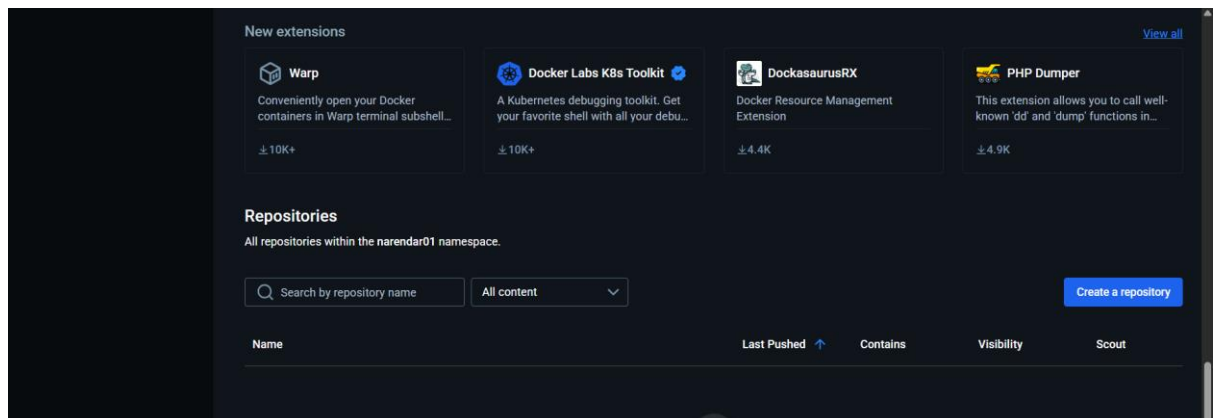 New extensions
View all
Warp
Conveniently open your Docker
containers in Warp terminal subshell...
10K+
Docker Labs K8s Toolkit
A Kubernetes debugging toolkit. Get
your favorite shell with all your debu...
10K+
DockasaurusRX
Docker Resource Management
Extension
4.4K
PHP Dumper
This extension allows you to call well-
known 'dd' and 'dump' functions in...
4.9K
Repositories
All repositories within the narendar01 namespace.
Search by repository name
All content
Create a repository
Name
Last Pushed
Contains
Visibility
Scout